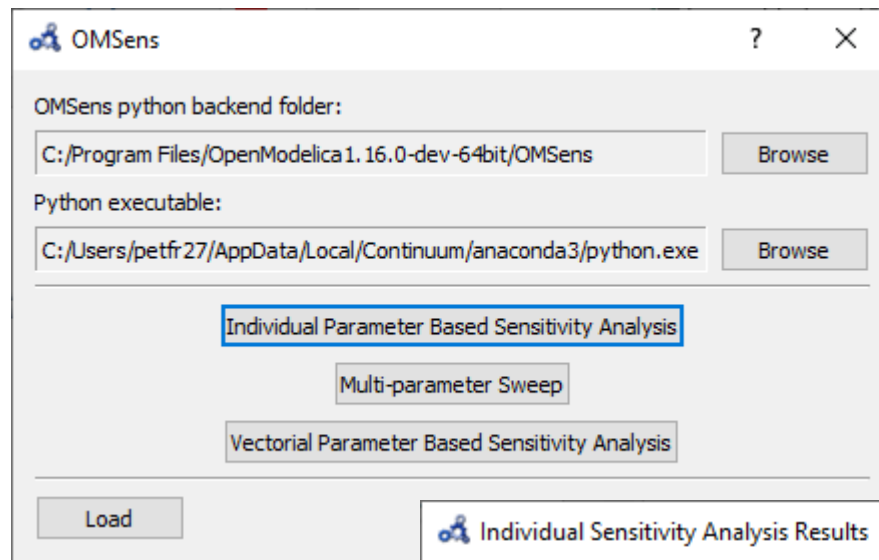 OMSens
?
OMSens python backend folder:
C:/Program Files/OpenModelica1.16.0-dev-64bit/OMSens Browse
Python executable:
C:/Users/petfr27/AppData/Local/Continuum/anaconda3/python.exe Browse
Individual Parameter Based Sensitivity Analysis
Multi-parameter Sweep
Vectorial Parameter Based Sensitivity Analysis
Load
Individual Sensitivity Analysis Results